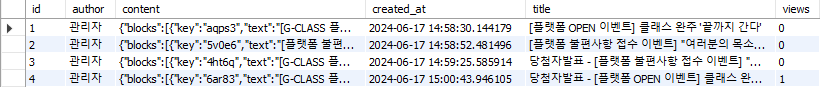 id author content created_at title views
1 관리자 {"blocks":[{"key":"aqps3","text":"[G-CLASS 플... 2024-06-17 14:58:30.144179 [플랫폼 OPEN 이벤트] 클래스 완주 '끝까지 간다' 0
2 관리자 {"blocks":[{"key":"5v0e6","text":"[플랫폼 불편... 2024-06-17 14:58:52.481496 [플랫폼 불편사항 접수 이벤트] "여러분의 목소... 0
3 관리자 {"blocks":[{"key":"4ht6q","text":"[G-CLASS 플... 2024-06-17 14:59:25.585914 당첨자발표 - [플랫폼 불편사항 접수 이벤트] "... 0
4 관리자 {"blocks":[{"key":"6ar83","text":"[G-CLASS 플... 2024-06-17 15:00:43.946105 당첨자발표 - [플랫폼 OPEN 이벤트] 클래스 완... 1